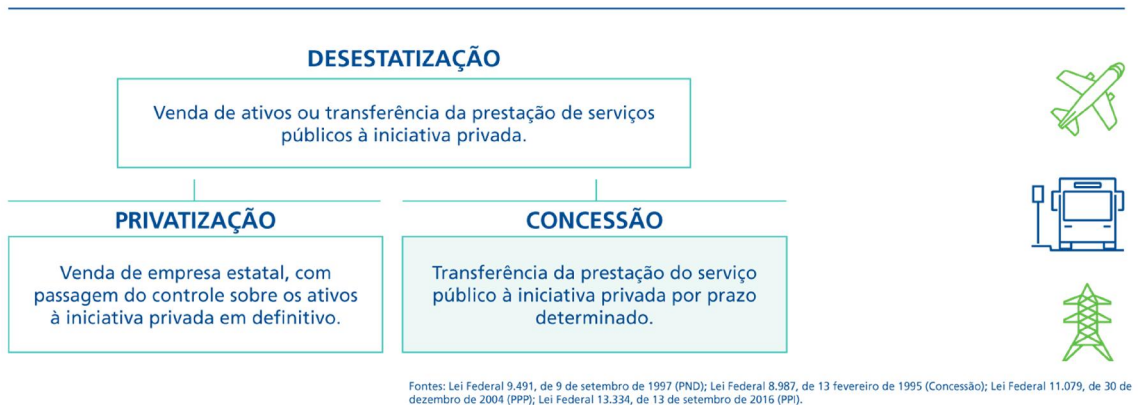 DESESTATIZAÇÃO
Venda de ativos ou transferência da prestação de serviços
públicos à iniciativa privada.
PRIVATIZAÇÃO
Venda de empresa estatal, com
passagem do controle sobre os ativos
à iniciativa privada em definitivo.
CONCESSÃO
Transferência da prestação do serviço
público à iniciativa privada por prazo
determinado.
Fontes: Lei Federal 9.491, de 9 de setembro de 1997 (PND); Lei Federal 8.987, de 13 fevereiro de 1995 (Concessão); Lei Federal 11.079, de 30 de
dezembro de 2004 (PPP); Lei Federal 13.334, de 13 de setembro de 2016 (PPI).